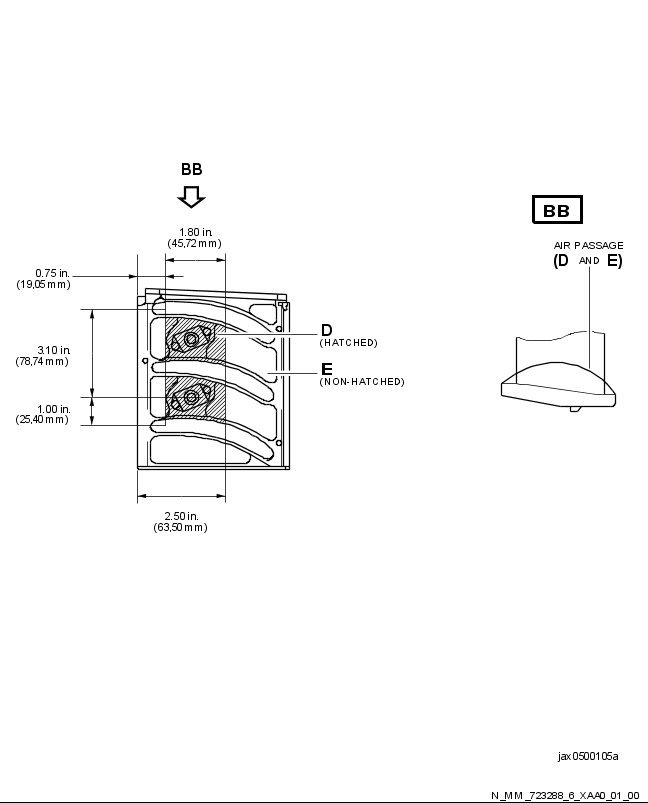 BB
1.80 in.
(45,72 mm)
0.75 in.
(19,05 mm)
3.10 in.
(78,74 mm)
1.00 in.
(25,40 mm)
D
(HATCHED)
E
(NON-HATCHED)
2.50 in.
(63,50 mm)
BB
AIR PASSAGE
(D AND E)
jax0500105a
N_MM_723288_6_XAA0_01_00